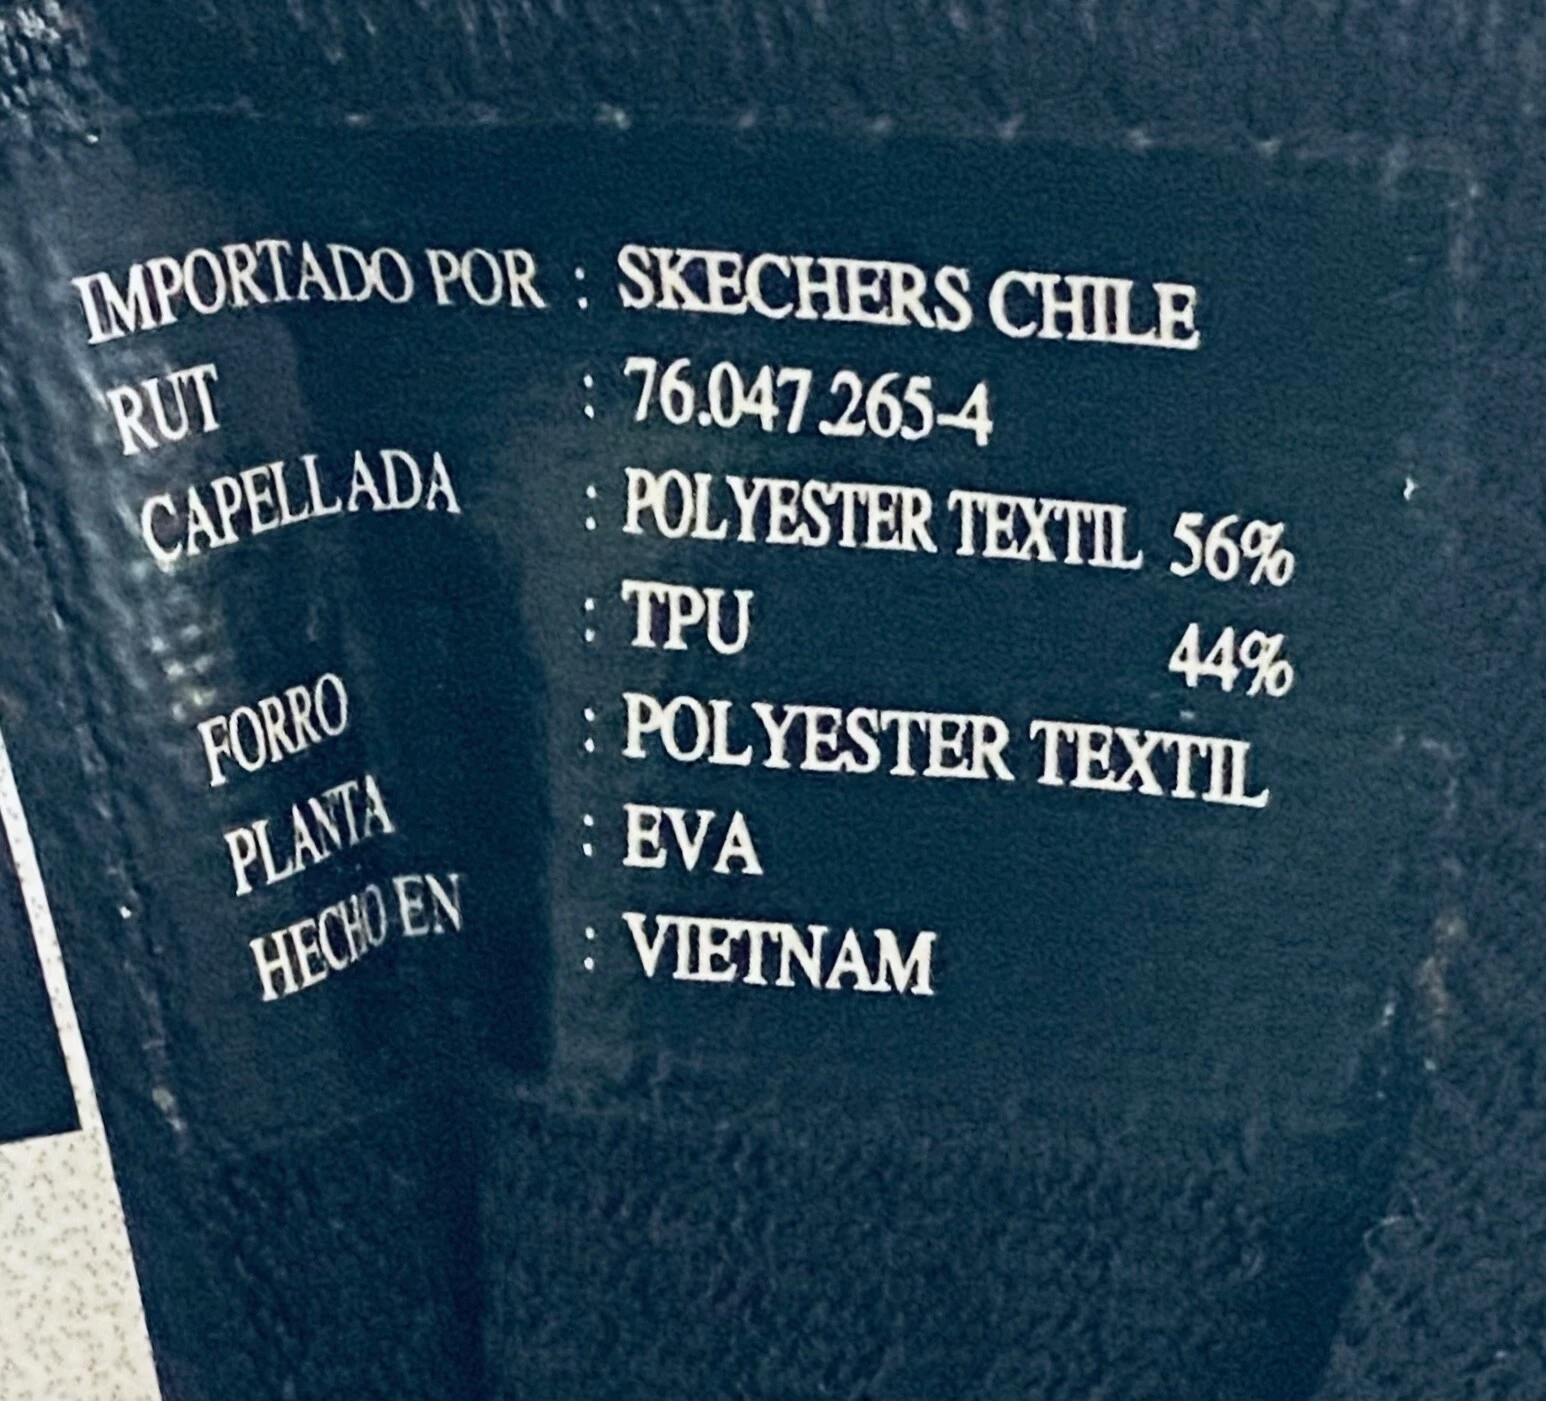 IMPORTADO POR : SKECHERS CHILE
RUT : 76.047.265-4
CAPELLADA : POLYESTER TEXTIL 56%
: TPU 44%
FORRO : POLYESTER TEXTIL
PLANTA : EVA
HECHO EN : VIETNAM